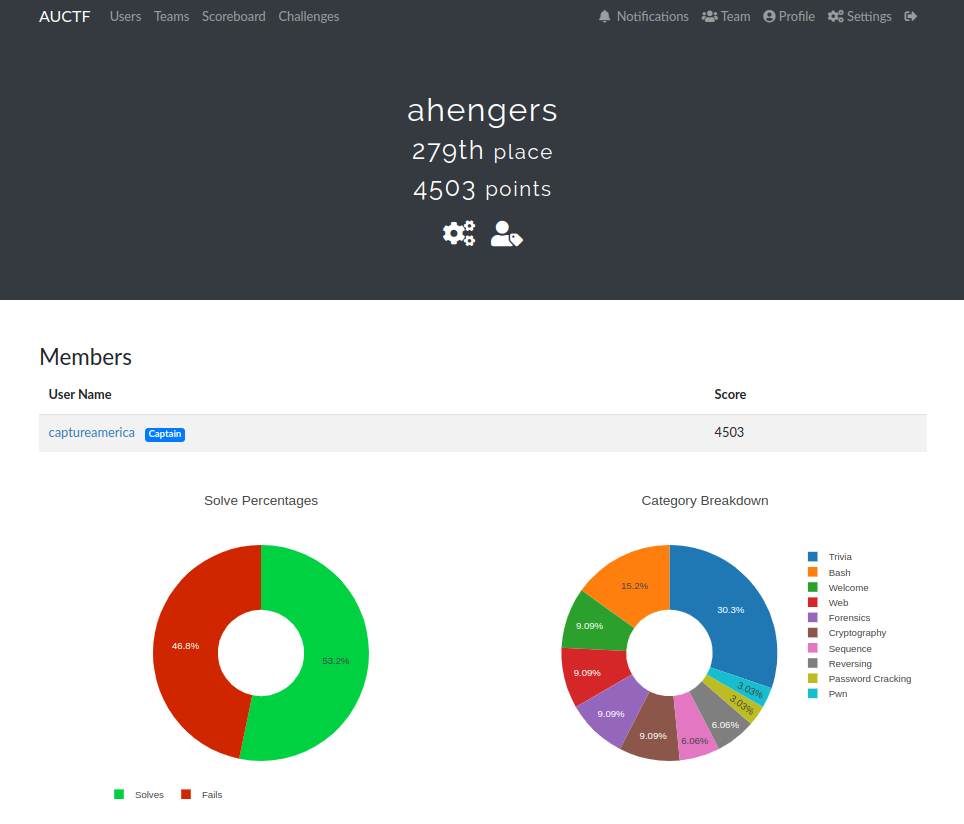 AUCTF Users Teams Scoreboard Challenges Notifications Team Profile Settings
ahengers
279th place
4503 points
Members
User Name Score
captureamerica Captain 4503
Solve Percentages
46.8%
53.2%
Solves Fails
Category Breakdown
15.2%
30.3%
9.09%
9.09%
9.09%
9.09%
6.06%
6.06%
3.03%
3.03%
Trivia
Bash
Welcome
Web
Forensics
Cryptography
Sequence
Reversing
Password Cracking
Pwn